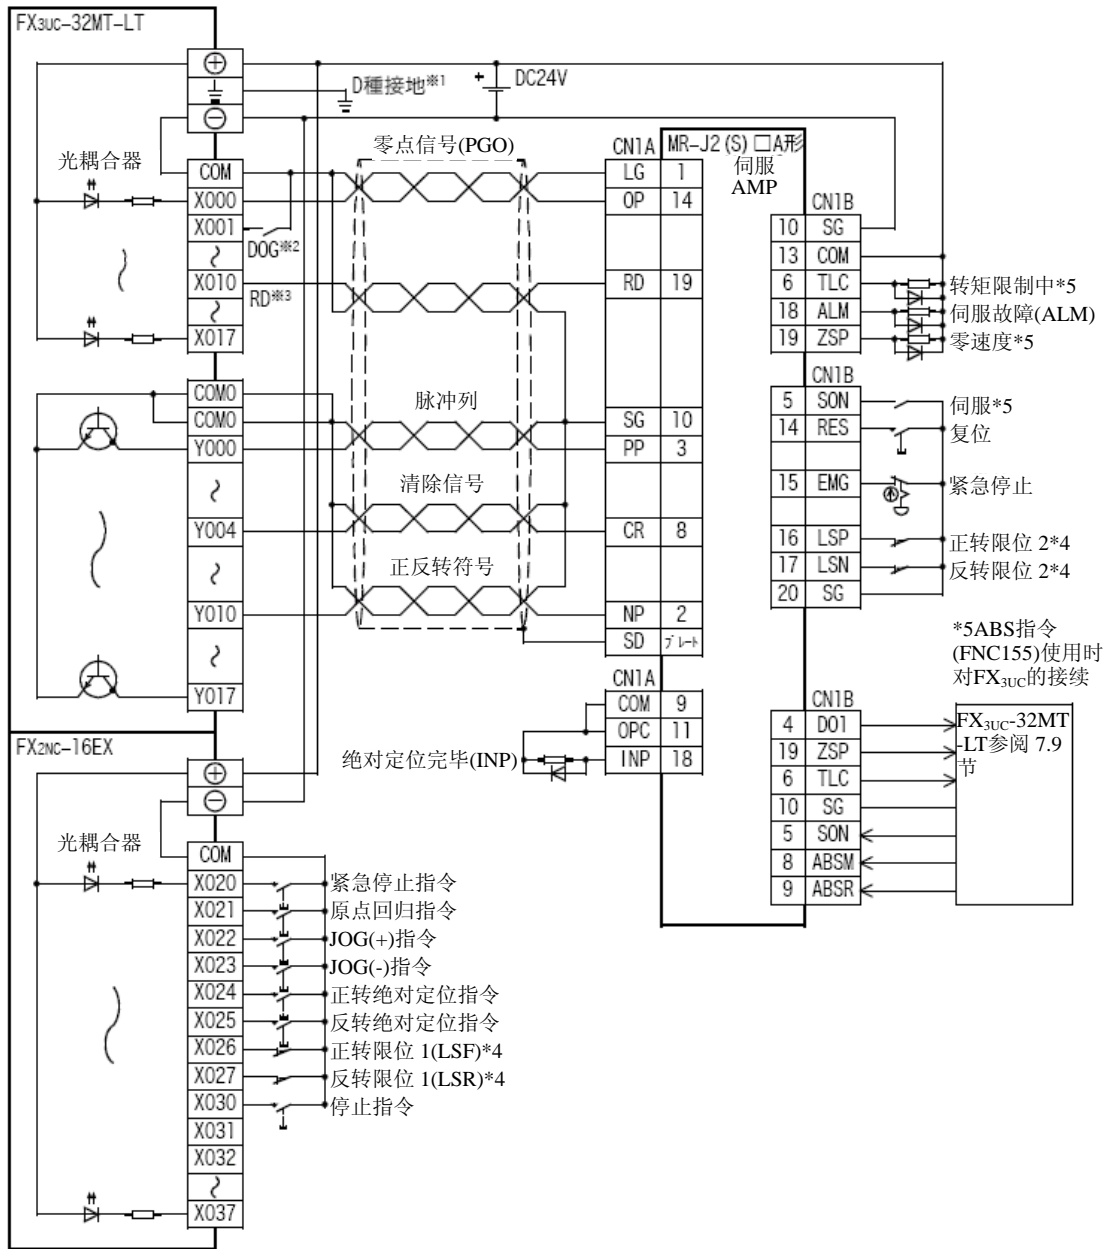 FX3UC-32MT-LT
⊕
D種接地※1
DC24V
⊖
光耦合器
COM
X000
X001
DOG※2
X010
RD※3
X017
COM0
COM0
Y000
Y004
Y010
Y017
零点信号(PGO)
脉冲列
清除信号
正反转符号
CN1A
LG 1
OP 14
RD 19
SG 10
PP 3
CR 8
NP 2
SD プレート
CN1A
COM 9
OPC 11
INP 18
绝对定位完毕(INP)
MR-J2(S)□A形
伺服
AMP
CN1B
10 SG
13 COM
6 TLC 转矩限制中*5
18 ALM 伺服故障(ALM)
19 ZSP 零速度*5
CN1B
5 SON 伺服*5
14 RES 复位
15 EMG 紧急停止
16 LSP 正转限位 2*4
17 LSN 反转限位 2*4
20 SG
*5ABS指令
(FNC155)使用时
对FX3UC的接续
CN1B
4 DO1
19 ZSP
6 TLC
10 SG
5 SON
8 ABSM
9 ABSR
FX3UC-32MT
-LT参阅 7.9
节
FX2NC-16EX
⊕
⊖
光耦合器
COM
X020 紧急停止指令
X021 原点回归指令
X022 JOG(+)指令
X023 JOG(-)指令
X024 正转绝对定位指令
X025 反转绝对定位指令
X026 正转限位 1(LSF)*4
X027 反转限位 1(LSR)*4
X030 停止指令
X031
X032
X037